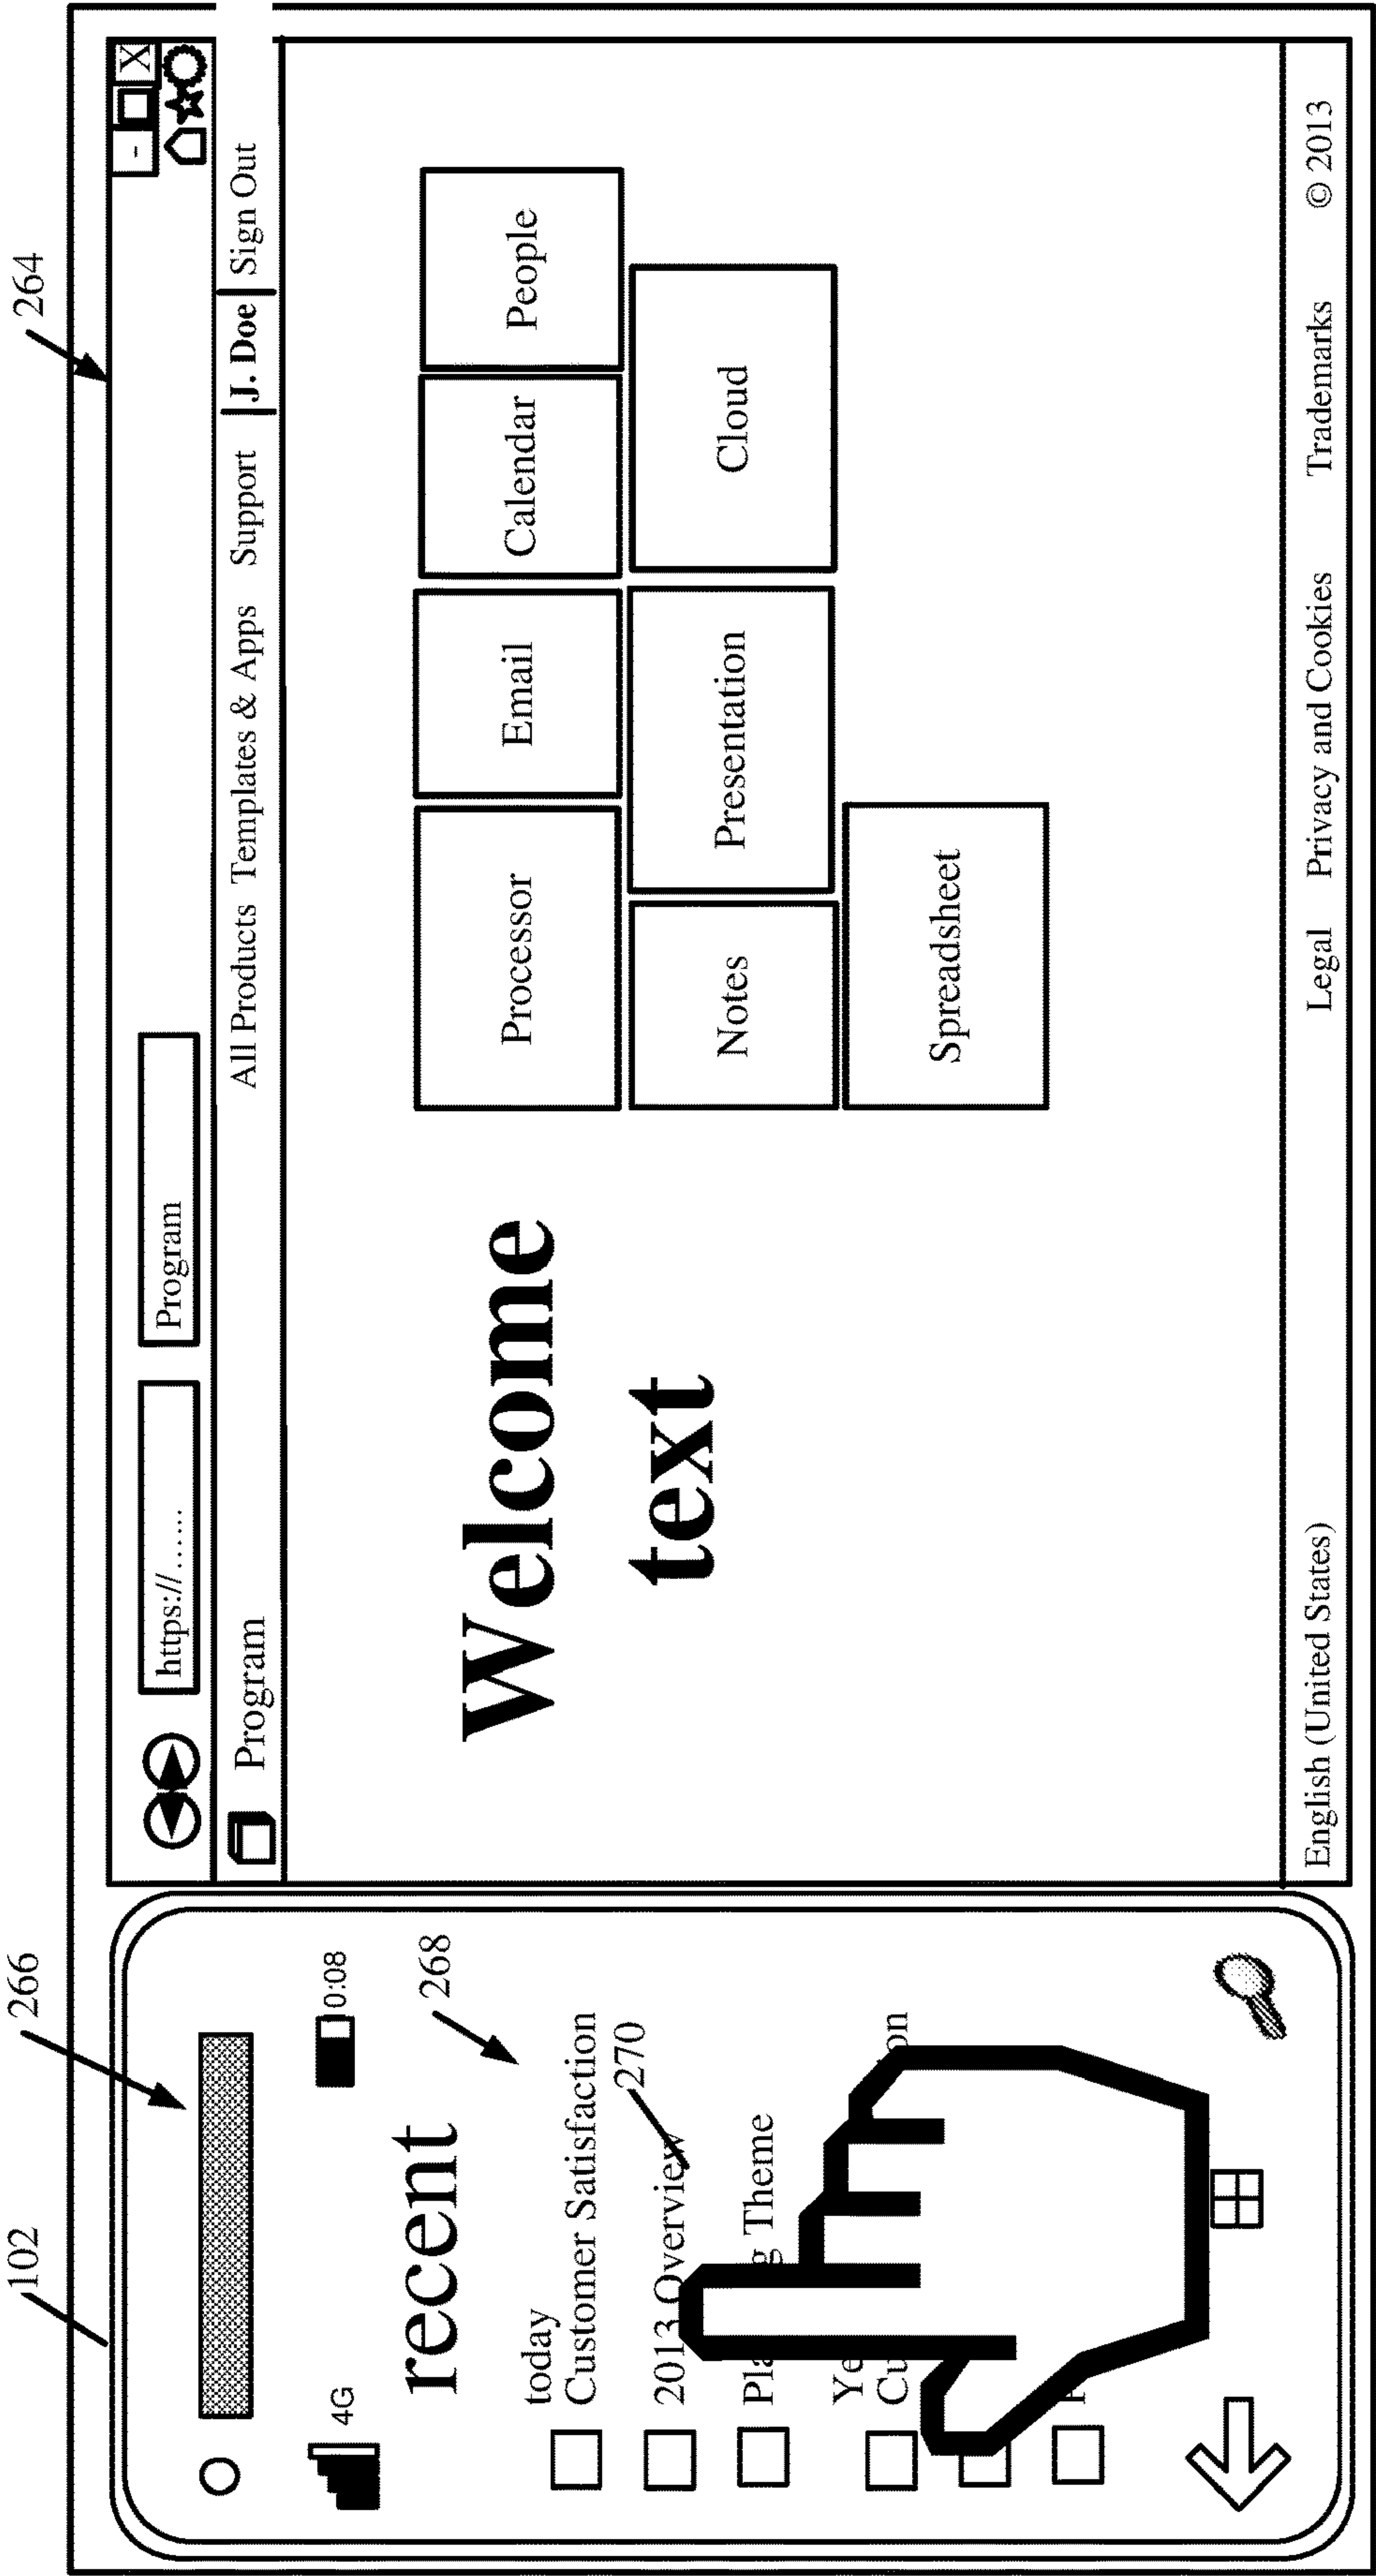 102
266
264
4G
0:08
recent
268
today
Customer Satisfaction
270
2013 Overview
Theme
https://......
Program
- X
Program
All Products Templates & Apps Support J. Doe Sign Out
Welcome
text
Processor Email Calendar People
Notes Presentation Cloud
Spreadsheet
English (United States) Legal Privacy and Cookies Trademarks © 2013